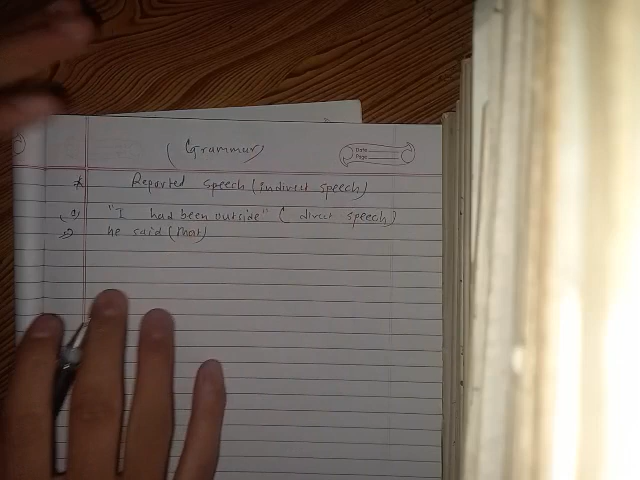 (Grammar)
Date
Page
* Reported speech (indirect speech)
"I had been outside" ( direct speech)
he said (that)